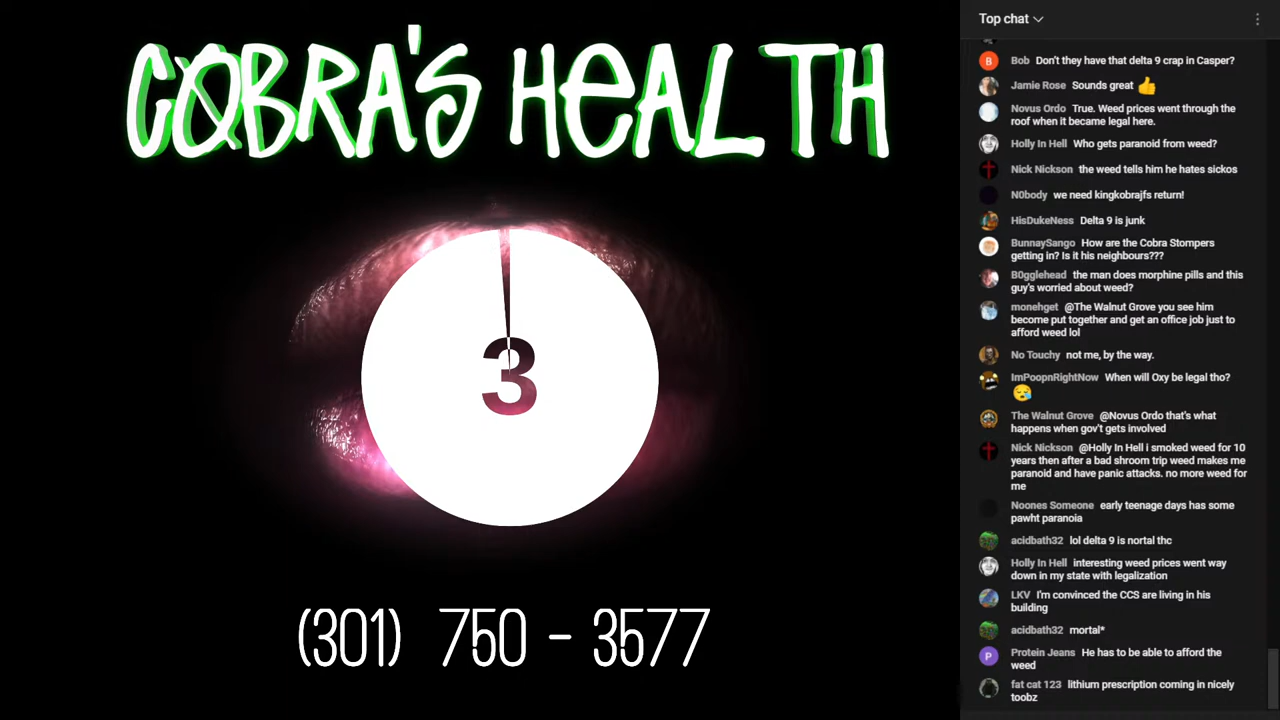 COBRA'S HEALTH
3
(301) 750 - 3577
Top chat
B
Bob Don't they have that delta 9 crap in Casper?
Jamie Rose Sounds great 👍
Novus Ordo True. Weed prices went through the
roof when it became legal here.
Holly In Hell Who gets paranoid from weed?
Nick Nickson the weed tells him he hates sickos
N0body we need kingkobrajfs return!
HisDukeNess Delta 9 is junk
BunnaySango How are the Cobra Stompers
getting in? Is it his neighbours???
B0gglehead the man does morphine pills and this
guy's worried about weed?
monehget @The Walnut Grove you see him
become put together and get an office job just to
afford weed lol
No Touchy not me, by the way.
ImPoopnRightNow When will Oxy be legal tho?
😪
The Walnut Grove @Novus Ordo that's what
happens when gov't gets involved
Nick Nickson @Holly In Hell i smoked weed for 10
years then after a bad shroom trip weed makes me
paranoid and have panic attacks. no more weed for
me
Noones Someone early teenage days has some
pawht paranoia
acidbath32 lol delta 9 is nortal thc
Holly In Hell interesting weed prices went way
down in my state with legalization
LKV I'm convinced the CCS are living in his
building
acidbath32 mortal*
P
Protein Jeans He has to be able to afford the
weed
fat cat 123 lithium prescription coming in nicely
toobz